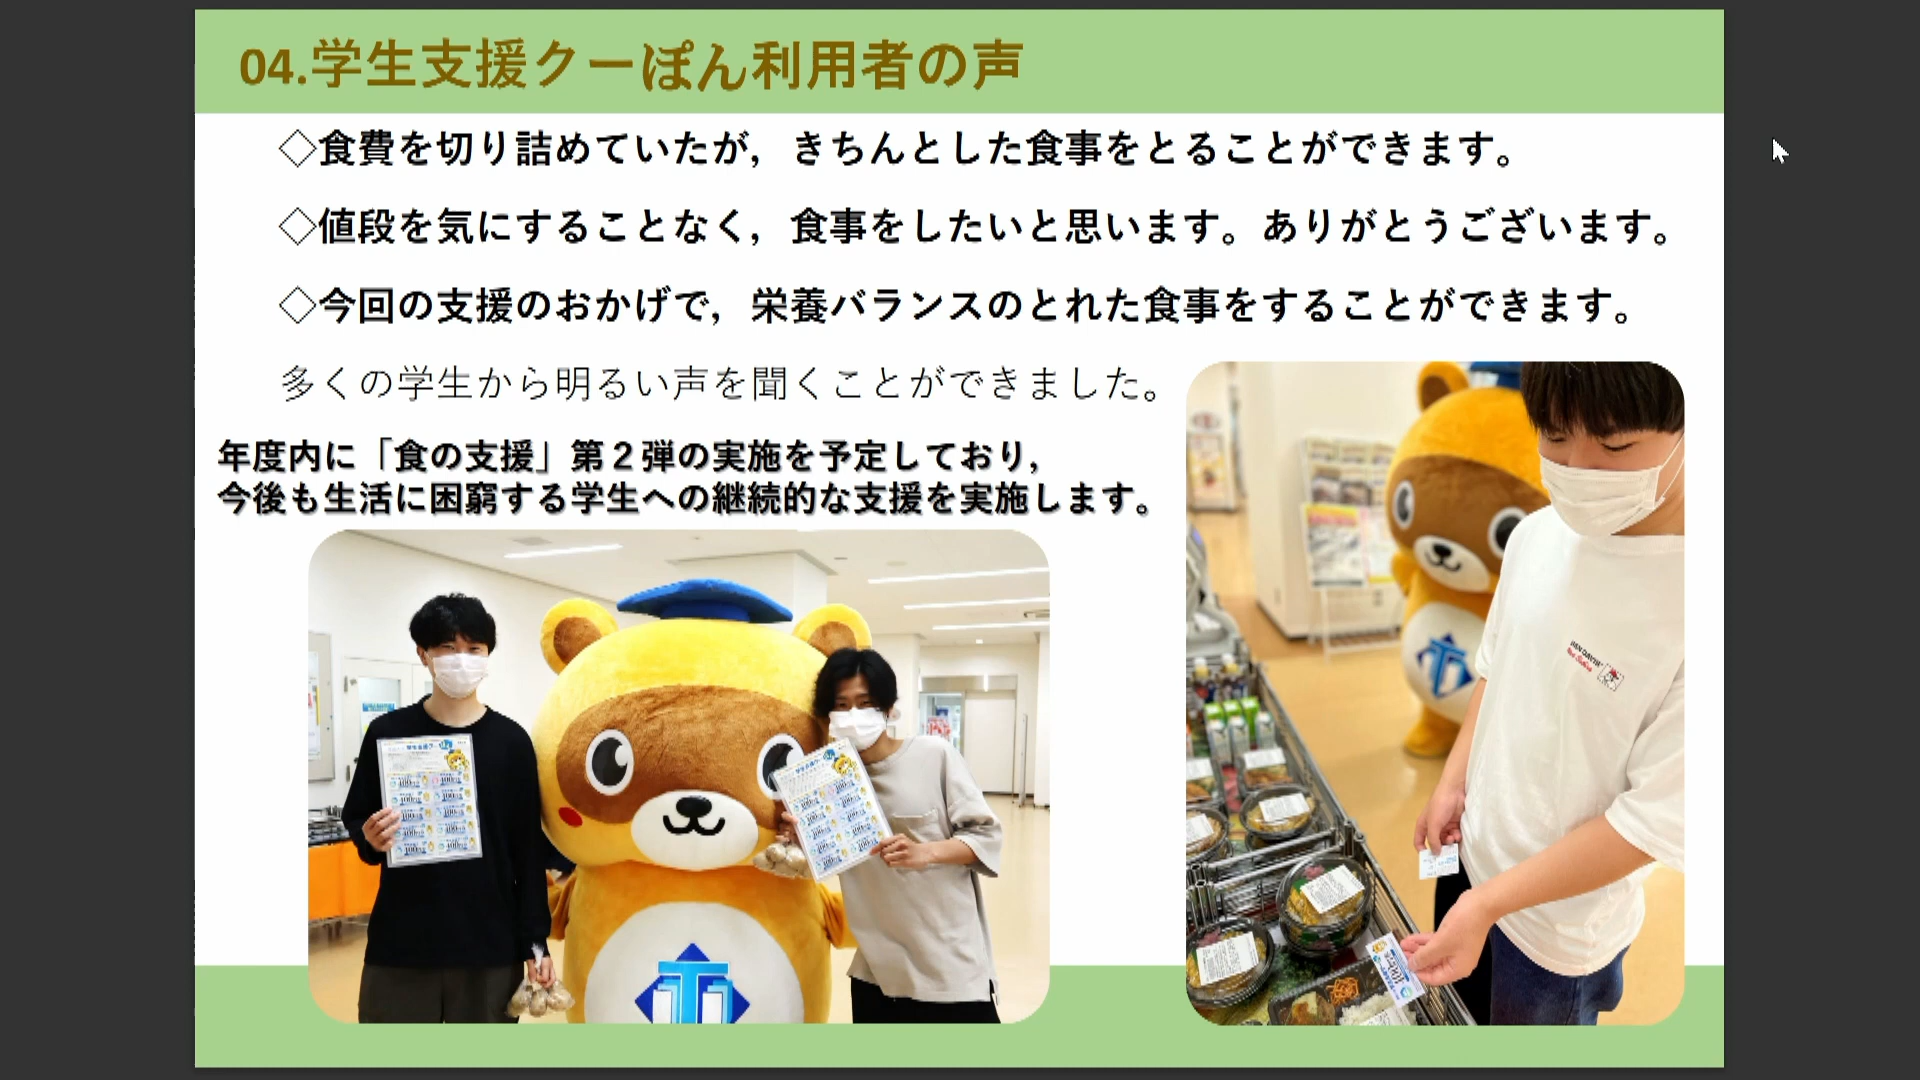 04.学生支援クーぽん利用者の声
◇食費を切り詰めていたが，きちんとした食事をとることができます。
◇値段を気にすることなく，食事をしたいと思います。ありがとうございます。
◇今回の支援のおかげで，栄養バランスのとれた食事をすることができます。
多くの学生から明るい声を聞くことができました。
年度内に「食の支援」第２弾の実施を予定しており，
今後も生活に困窮する学生への継続的な支援を実施します。